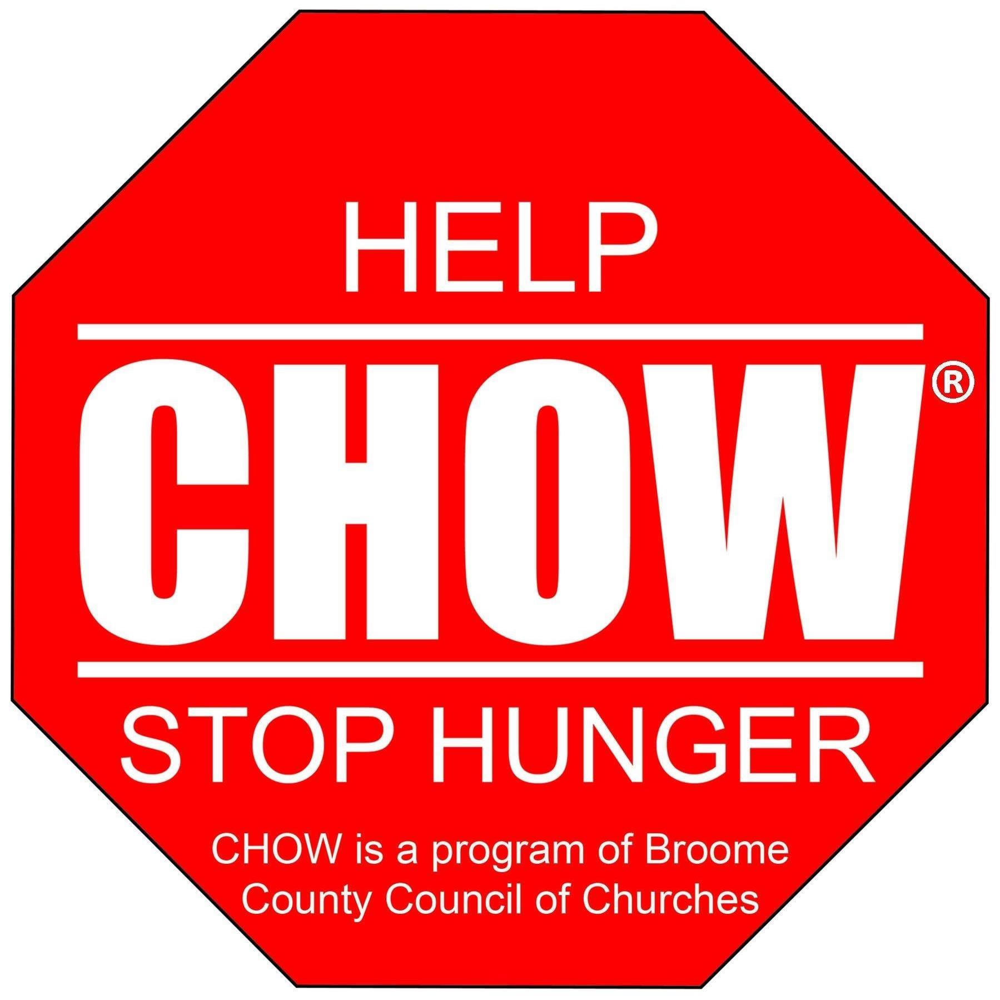 HELP
CHOW®
STOP HUNGER
CHOW is a program of Broome
County Council of Churches